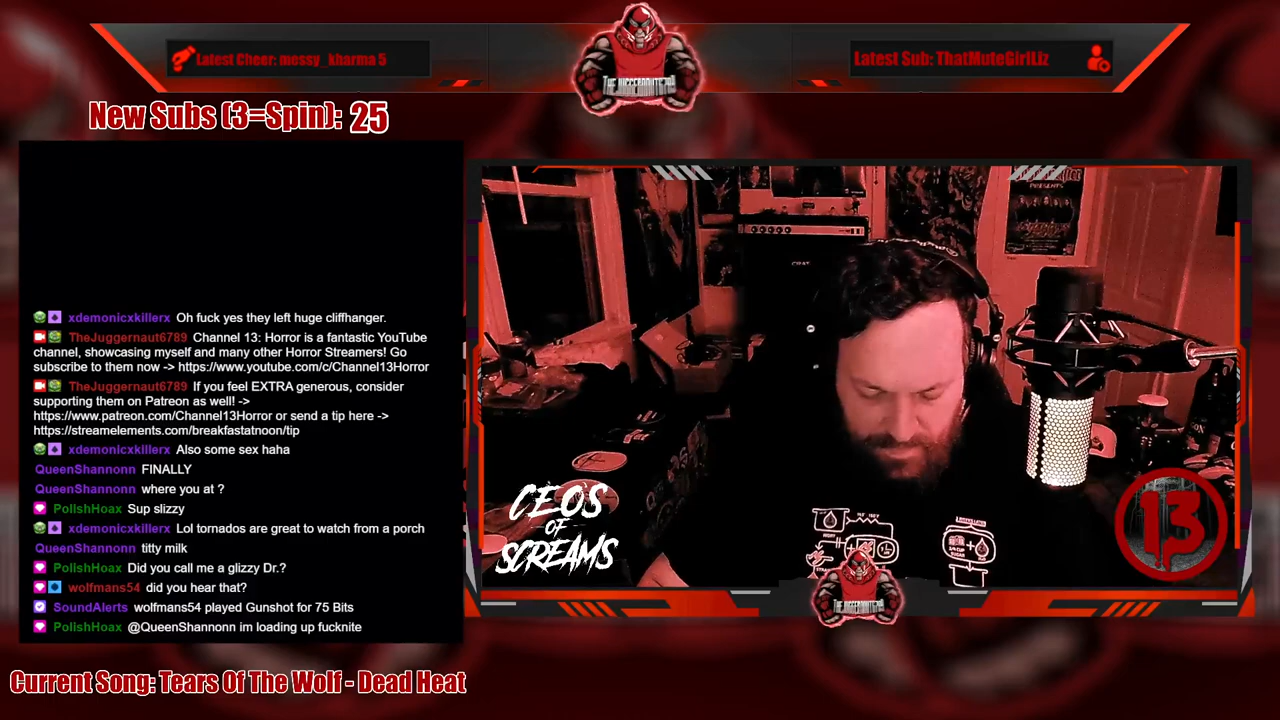 Latest Cheer: messy_kharma 5
THEJUGGERNAUT6789
Latest Sub: ThatMuteGirlLiz
New Subs (3=Spin): 25
xdemonicxkillerx Oh fuck yes they left huge cliffhanger.
TheJuggernaut6789 Channel 13: Horror is a fantastic YouTube
channel, showcasing myself and many other Horror Streamers! Go
subscribe to them now -> https://www.youtube.com/c/Channel13Horror
TheJuggernaut6789 If you feel EXTRA generous, consider
supporting them on Patreon as well! ->
https://www.patreon.com/Channel13Horror or send a tip here ->
https://streamelements.com/breakfastatnoon/tip
xdemonicxkillerx Also some sex haha
QueenShannonn FINALLY
QueenShannonn where you at ?
PolishHoax Sup slizzy
xdemonicxkillerx Lol tornados are great to watch from a porch
QueenShannonn titty milk
PolishHoax Did you call me a glizzy Dr.?
wolfmans54 did you hear that?
SoundAlerts wolfmans54 played Gunshot for 75 Bits
PolishHoax @QueenShannonn im loading up fucknite
PRESENTS
CEOS
OF
SCREAMS
13
THEJUGGERNAUT6789
Current Song: Tears Of The Wolf - Dead Heat